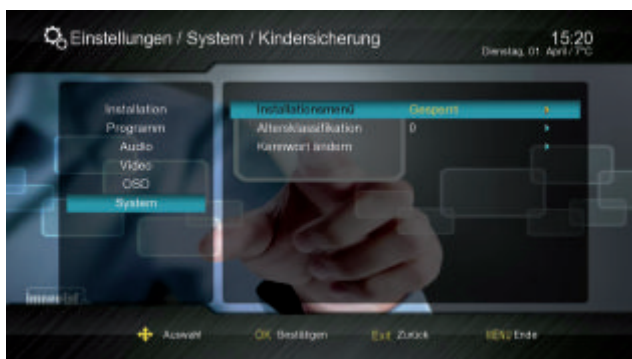 Einstellungen / System / Kindersicherung
15:20
Dienstag, 01. April / 7°C
Installation
Programm
Audio
Video
OSD
System
Installationsmenü Gesperrt
Altersklassifikation 0
Kennwort ändern
imperial
Auswahl OK Bestätigen Exit Zurück MENU Ende